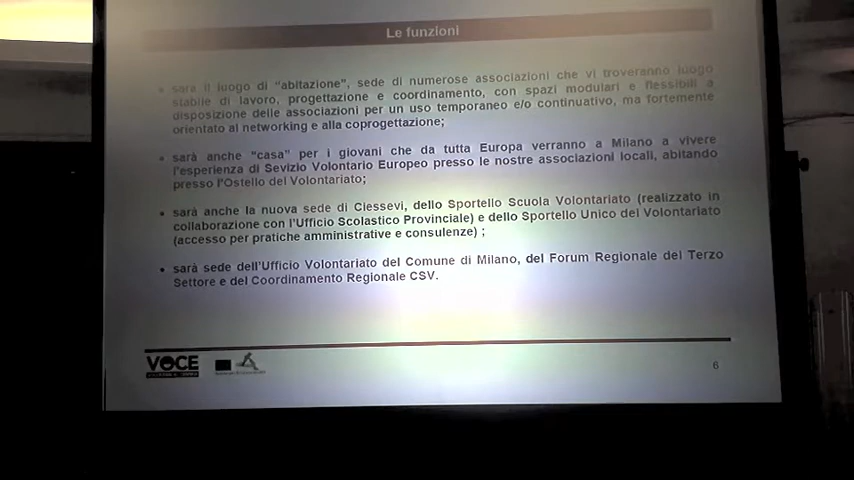 Le funzioni
• sarà il luogo di "abitazione", sede di numerose associazioni che vi troveranno luogo
stabile di lavoro, progettazione e coordinamento, con spazi modulari e flessibili a
disposizione delle associazioni per un uso temporaneo e/o continuativo, ma fortemente
orientato al networking e alla coprogettazione;
• sarà anche "casa" per i giovani che da tutta Europa verranno a Milano a vivere
l'esperienza di Sevizio Volontario Europeo presso le nostre associazioni locali, abitando
presso l'Ostello del Volontariato;
• sarà anche la nuova sede di Ciessevi, dello Sportello Scuola Volontariato (realizzato in
collaborazione con l'Ufficio Scolastico Provinciale) e dello Sportello Unico del Volontariato
(accesso per pratiche amministrative e consulenze) ;
• sarà sede dell'Ufficio Volontariato del Comune di Milano, del Forum Regionale del Terzo
Settore e del Coordinamento Regionale CSV.
VOCE
6